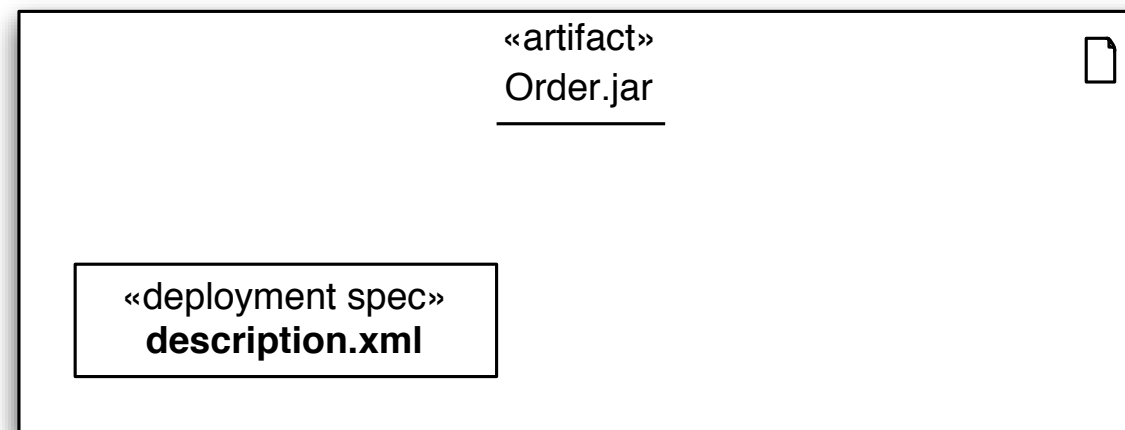 «artifact»
Order.jar
«deployment spec»
description.xml